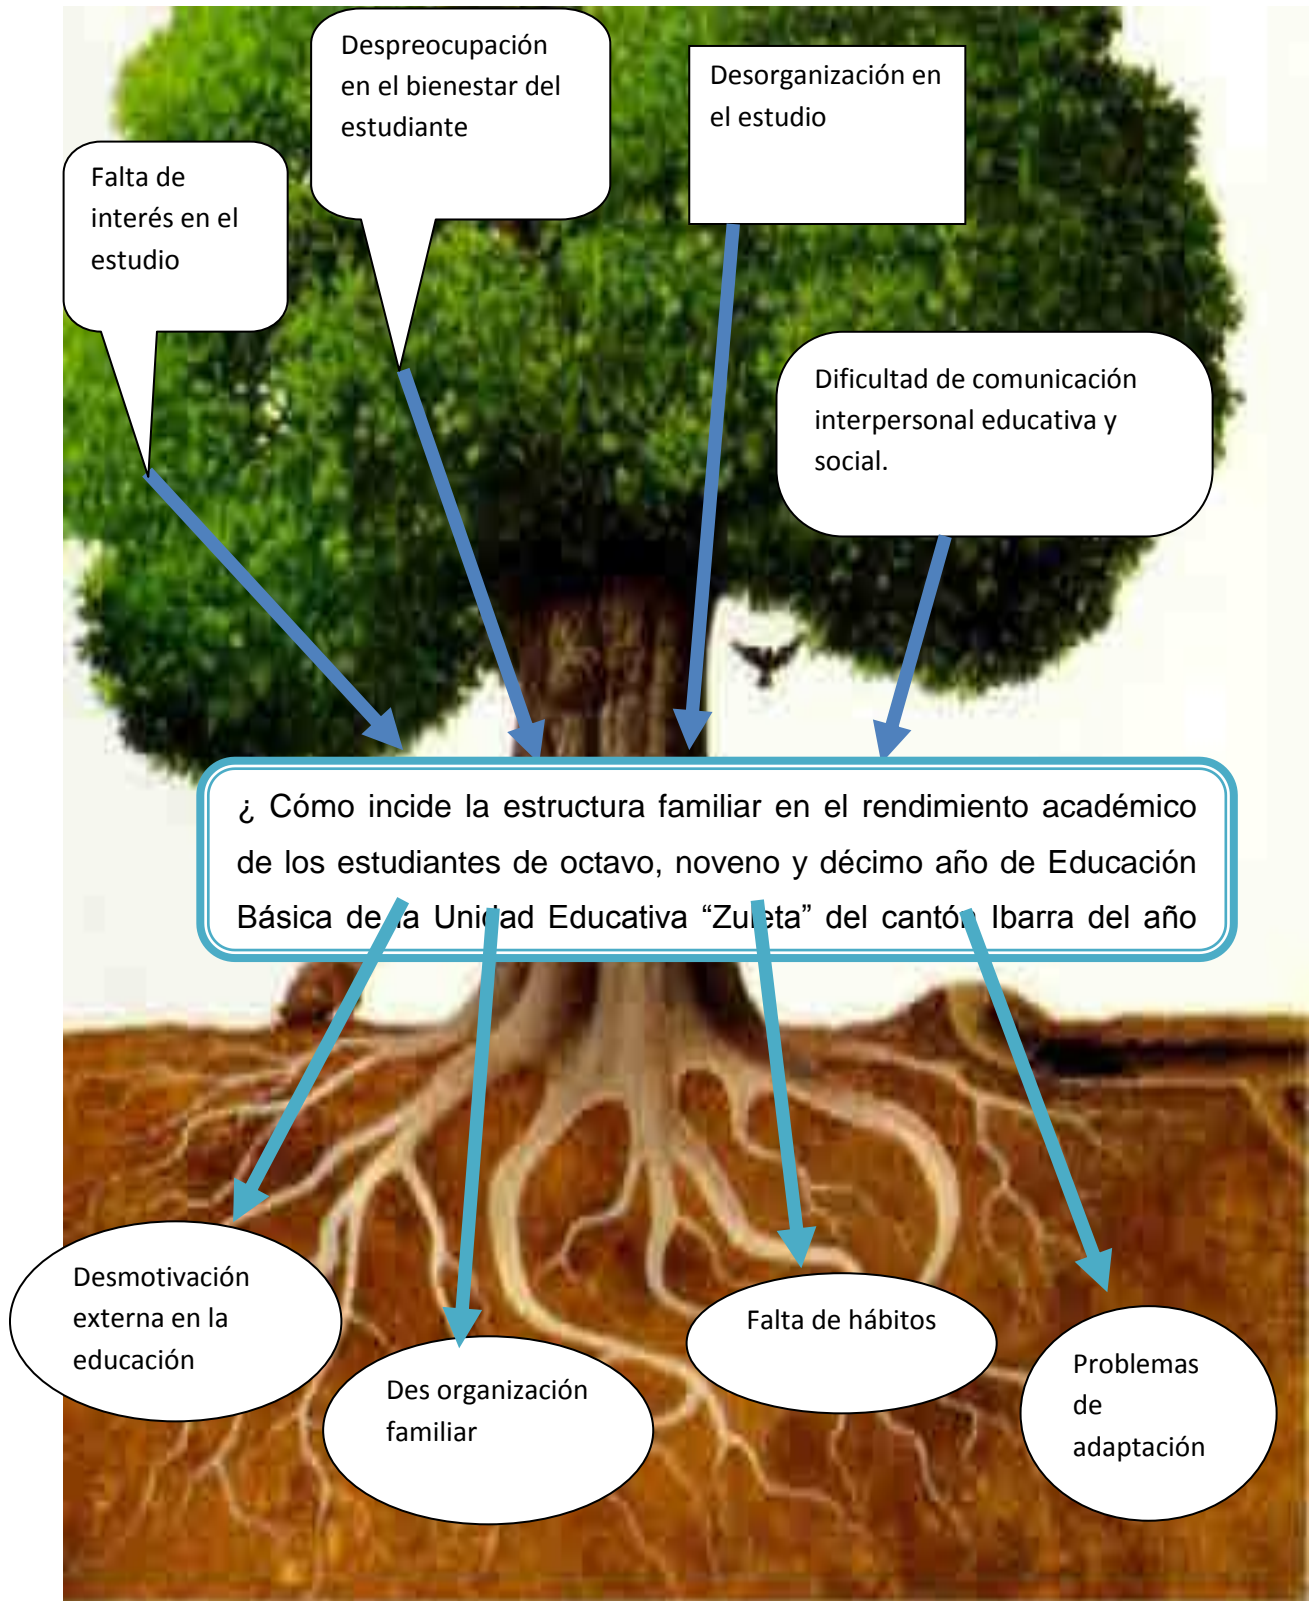 Despreocupación
en el bienestar del
estudiante
Desorganización en
el estudio
Falta de
interés en el
estudio
Dificultad de comunicación
interpersonal educativa y
social.
¿ Cómo incide la estructura familiar en el rendimiento académico
de los estudiantes de octavo, noveno y décimo año de Educación
Básica de la Unidad Educativa “Zuleta” del cantón Ibarra del año
Desmotivación
externa en la
educación
Des organización
familiar
Falta de hábitos
Problemas
de
adaptación